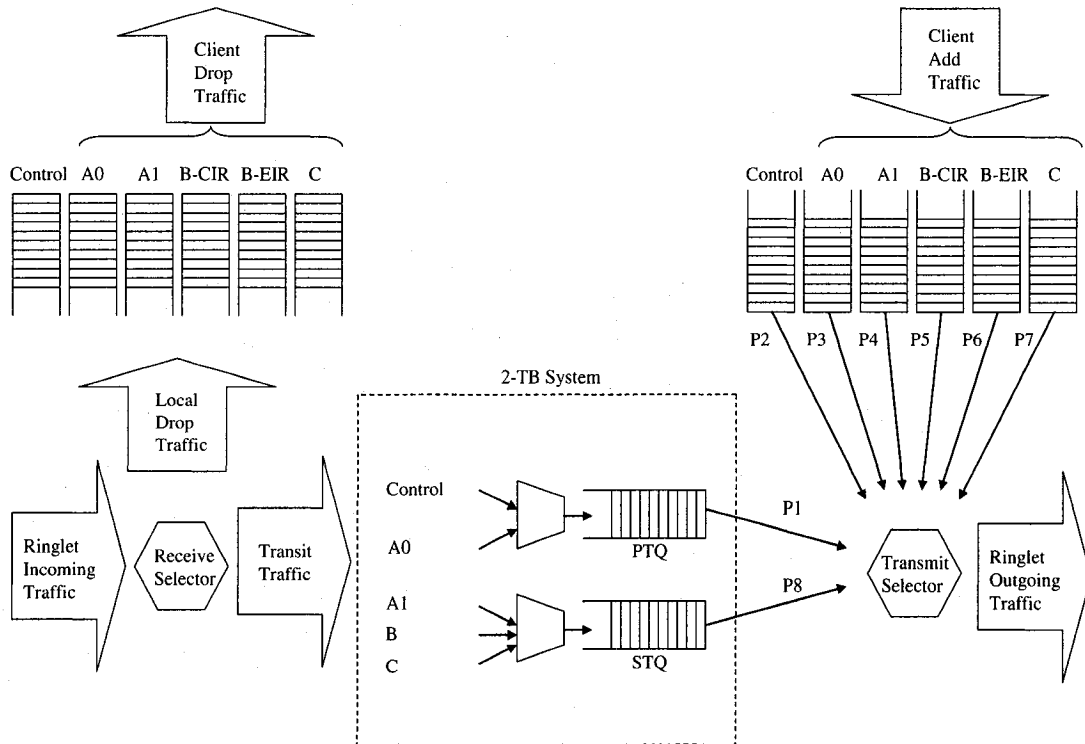 Client
Drop
Traffic
Client
Add
Traffic
Control A0 A1 B-CIR B-EIR C
Control A0 A1 B-CIR B-EIR C
P2 P3 P4 P5 P6 P7
2-TB System
Local
Drop
Traffic
Ringlet
Incoming
Traffic
Receive
Selector
Transit
Traffic
Control
A0
PTQ
P1
A1
B
C
STQ
P8
Transmit
Selector
Ringlet
Outgoing
Traffic